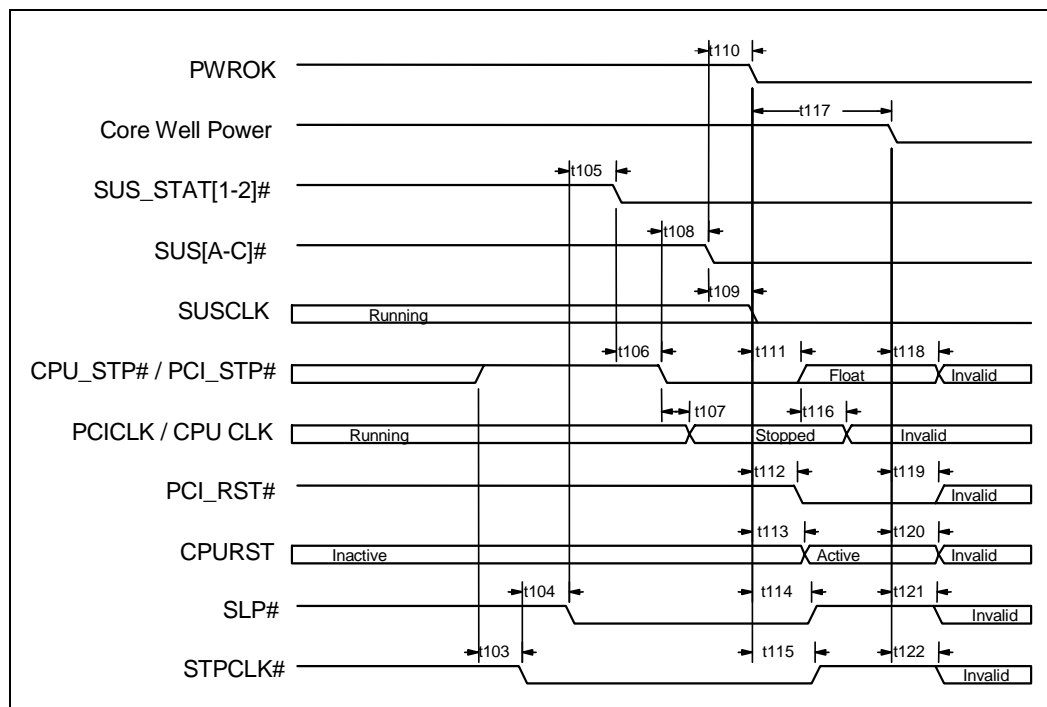 t110
PWROK
t117
Core Well Power
t105
SUS_STAT[1-2]#
t108
SUS[A-C]#
t109
SUSCLK
Running
t106 t111 t118
CPU_STP# / PCI_STP#
Float Invalid
t107 t116
PCICLK / CPU CLK
Running Stopped Invalid
t112 t119
PCI_RST#
Invalid
t113 t120
CPURST
Inactive Active Invalid
t104 t114 t121
SLP#
Invalid
t103 t115 t122
STPCLK#
Invalid